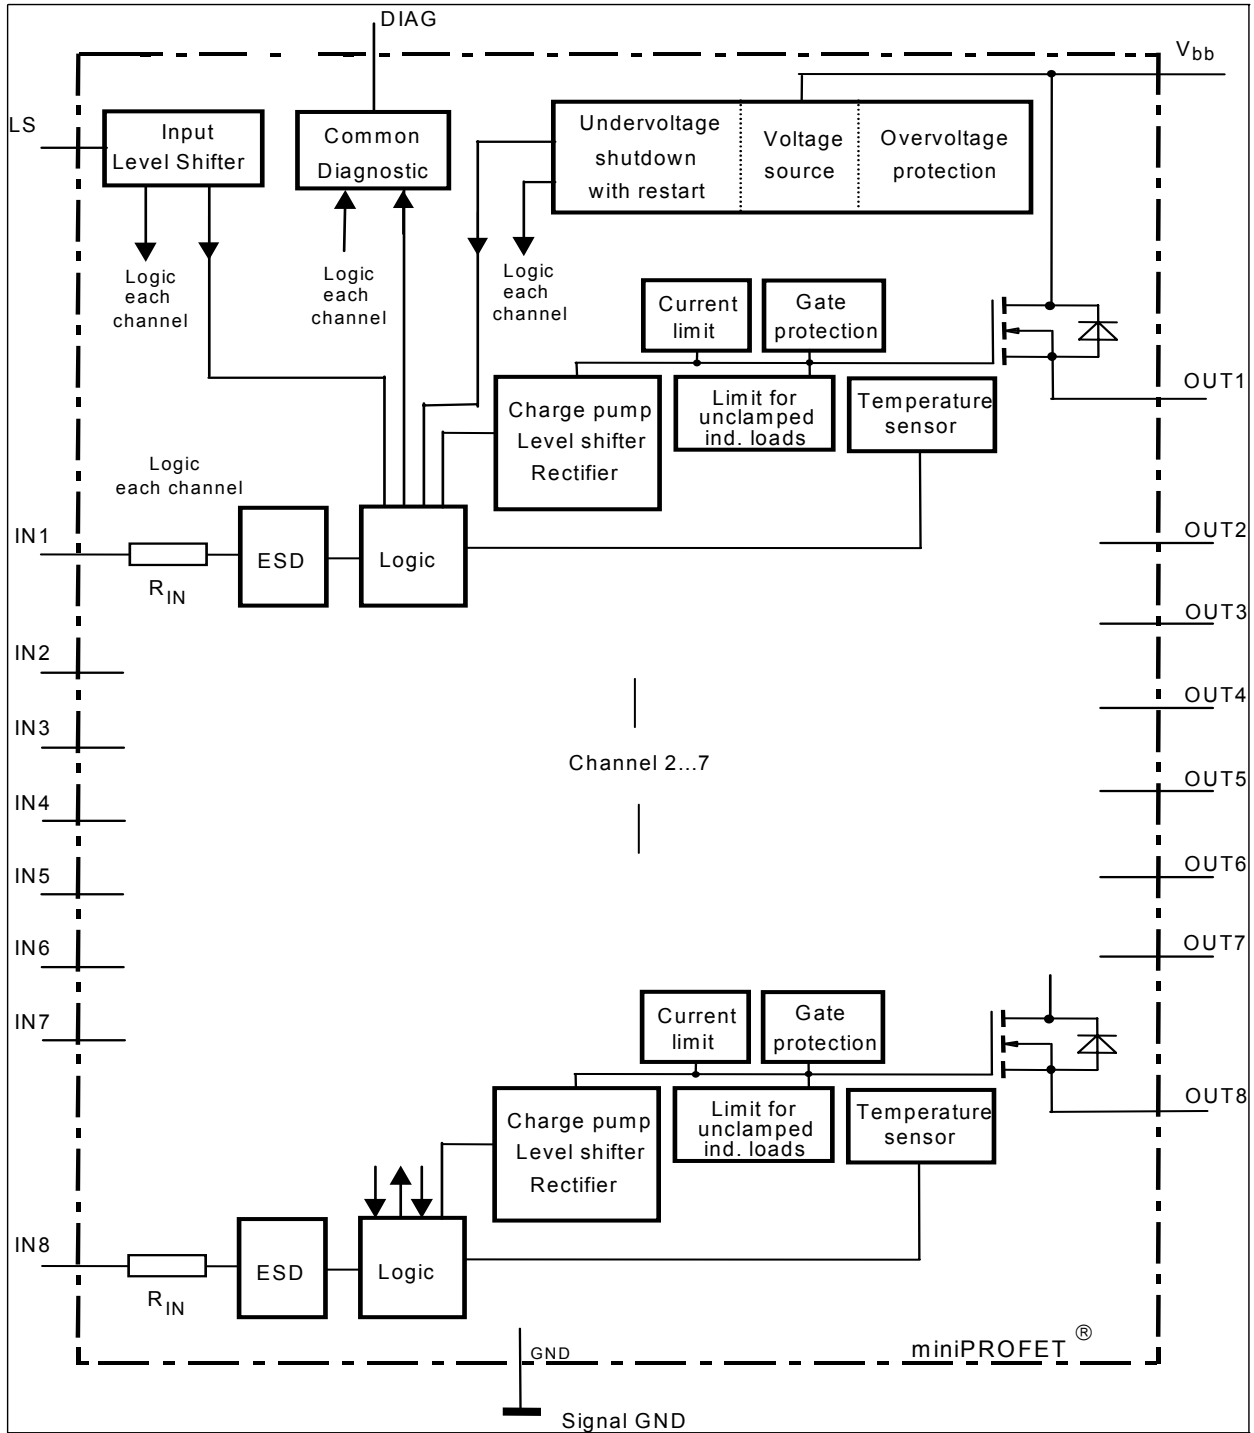 DIAG
Vbb
LS
Input
Level Shifter
Common
Diagnostic
Undervoltage
shutdown
with restart
Voltage
source
Overvoltage
protection
Logic
each
channel
Logic
each
channel
Logic
each
channel
Current
limit
Gate
protection
OUT1
Charge pump
Level shifter
Rectifier
Limit for
unclamped
ind. loads
Temperature
sensor
Logic
each channel
IN1
RIN
ESD
Logic
OUT2
OUT3
IN2
OUT4
IN3
Channel 2...7
OUT5
IN4
OUT6
IN5
OUT7
IN6
IN7
Current
limit
Gate
protection
OUT8
Charge pump
Level shifter
Rectifier
Limit for
unclamped
ind. loads
Temperature
sensor
IN8
RIN
ESD
Logic
GND
miniPROFET ®
Signal GND